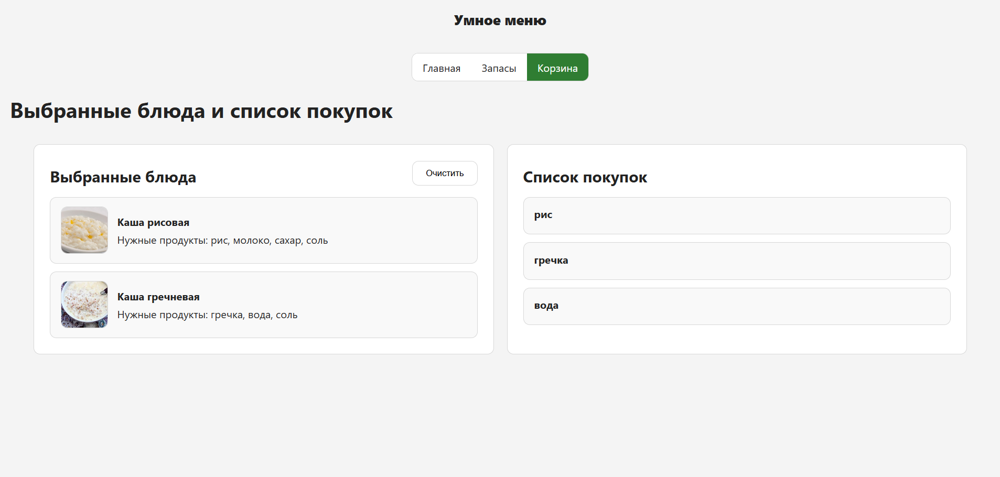 Умное меню
Главная
Запасы
Корзина
Выбранные блюда и список покупок
Выбранные блюда
Очистить
Каша рисовая
Нужные продукты: рис, молоко, сахар, соль
Каша гречневая
Нужные продукты: гречка, вода, соль
Список покупок
рис
гречка
вода